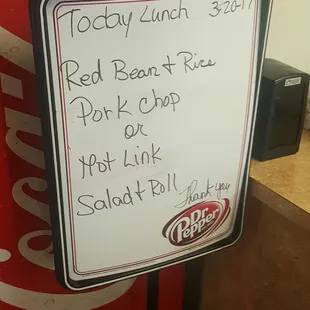 Today Lunch 3-20-17
Red Bean + Rice
Pork Chop
or
Hot Link
Salad + Roll
Thank you
Dr Pepper
Coca